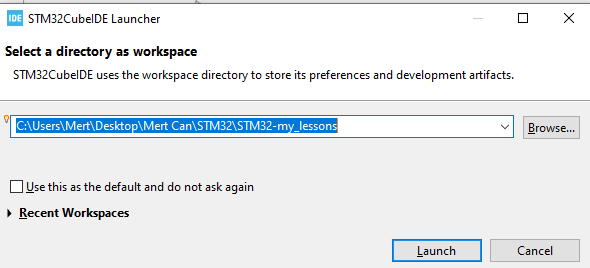 IDE STM32CubeIDE Launcher
Select a directory as workspace
STM32CubeIDE uses the workspace directory to store its preferences and development artifacts.
C:\Users\Mert\Desktop\Mert Can\STM32\STM32-my_lessons
Browse...
Use this as the default and do not ask again
Recent Workspaces
Launch
Cancel